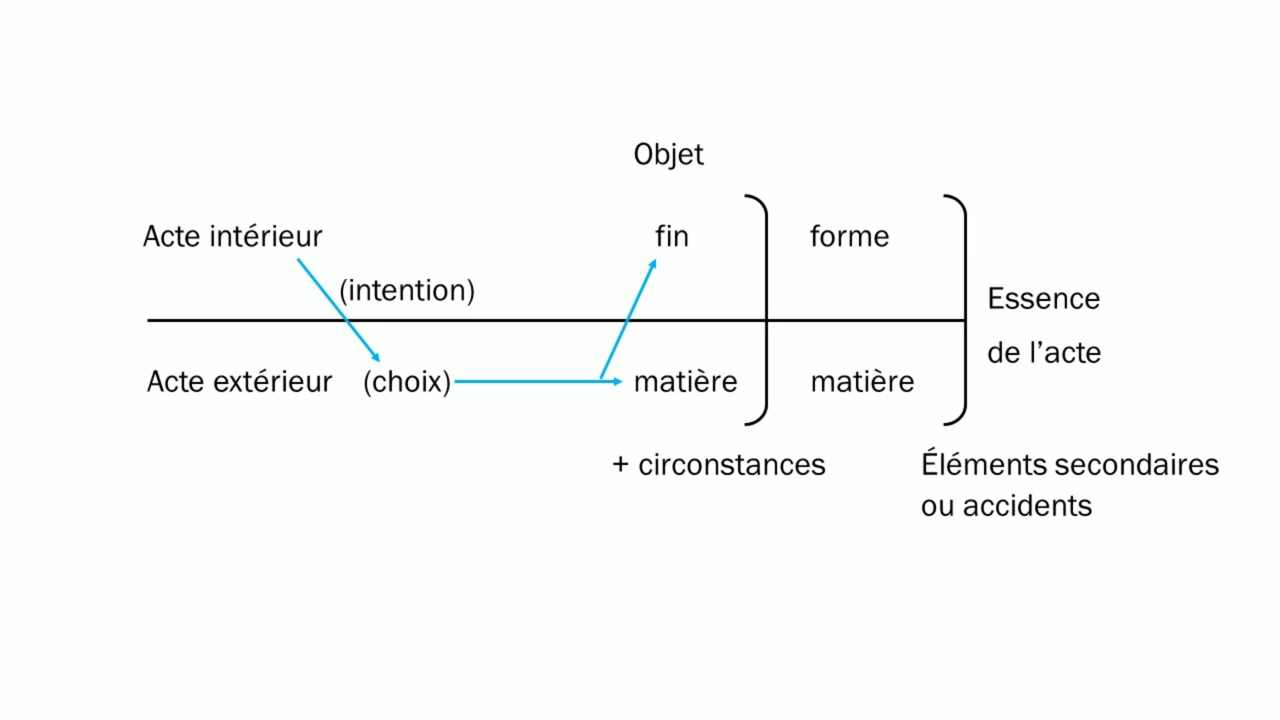 Objet
Acte intérieur fin forme
(intention)
Essence
de l’acte
Acte extérieur (choix) matière matière
+ circonstances Éléments secondaires
ou accidents